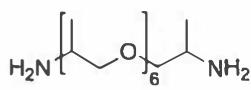 H₂N [ O ]₆ NH₂